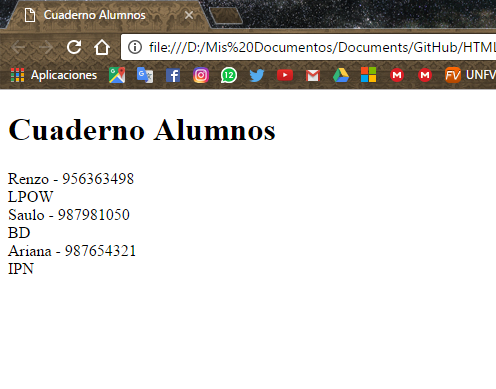 Cuaderno Alumnos
file:///D:/Mis%20Documentos/Documents/GitHub/HTML
Aplicaciones
12
UNFV
Cuaderno Alumnos
Renzo - 956363498
LPOW
Saulo - 987981050
BD
Ariana - 987654321
IPN